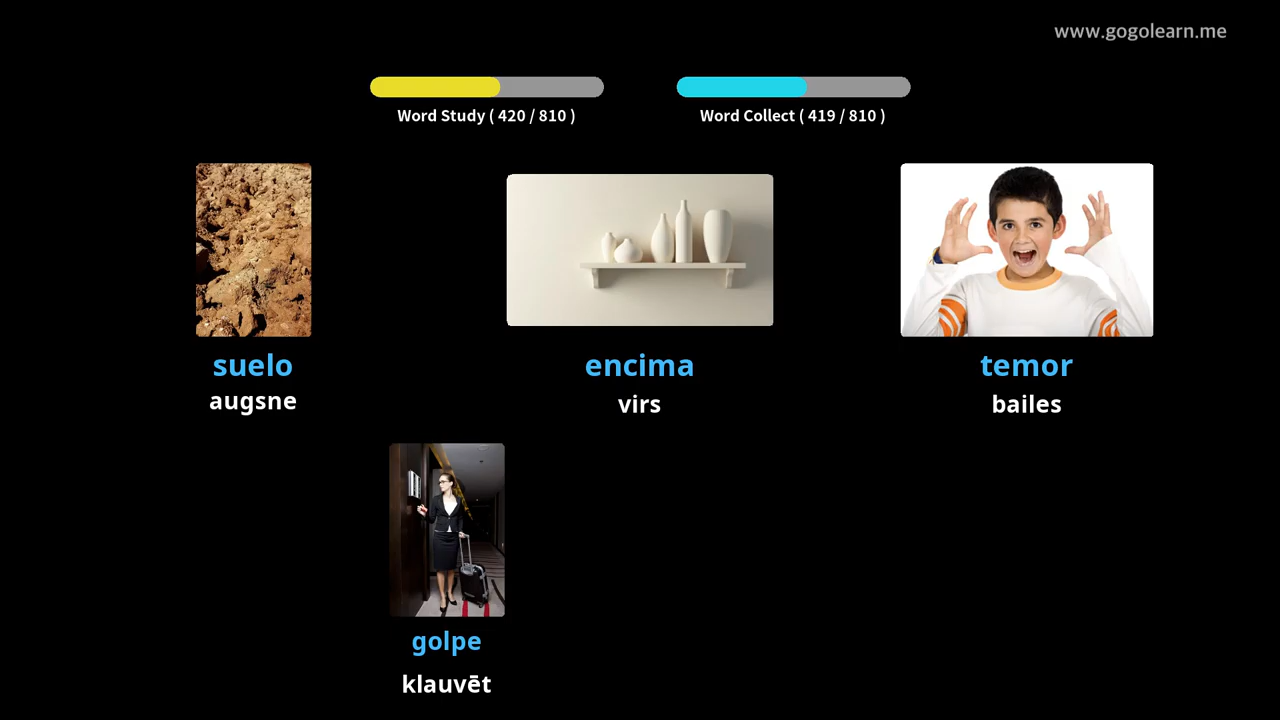 www.gogolearn.me
Word Study ( 420 / 810 )
Word Collect ( 419 / 810 )
suelo
augsne
encima
virs
temor
bailes
golpe
klauvēt